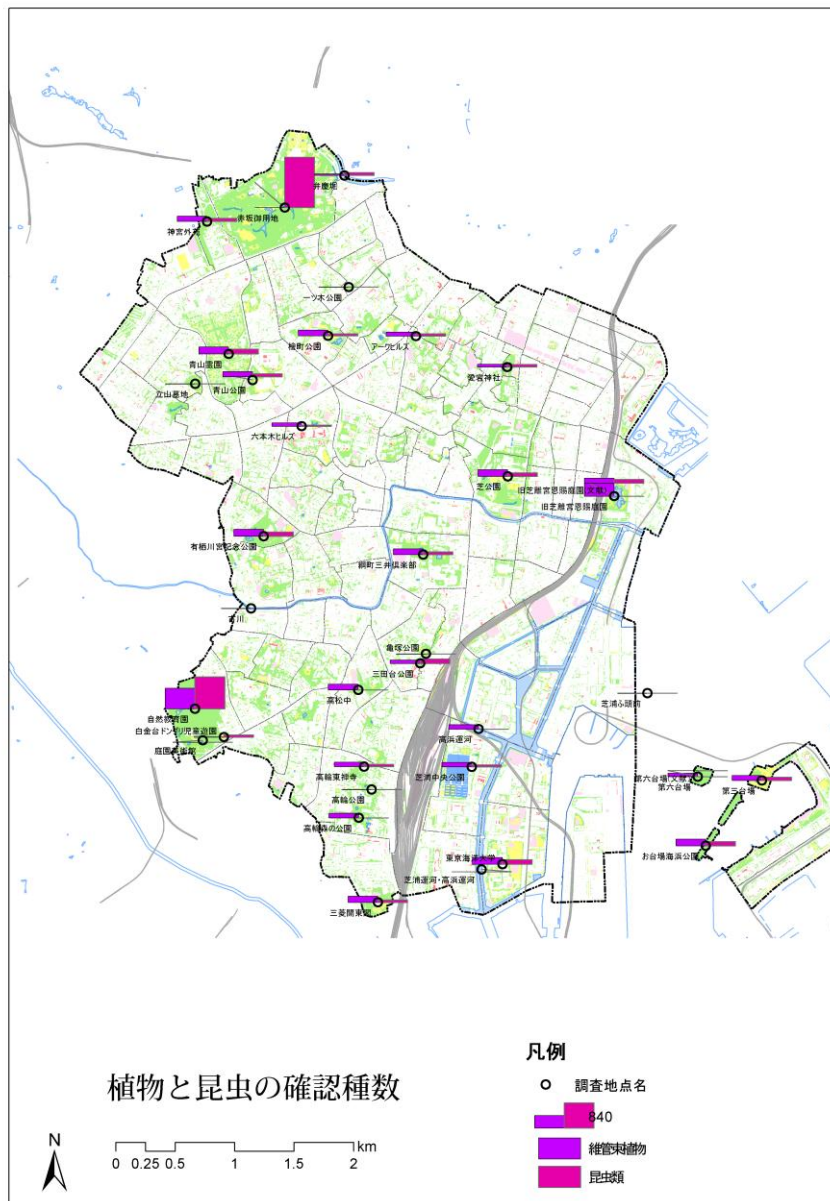 弁慶堀
赤坂御用地
神宮外苑
一ツ木公園
檜町公園
アークヒルズ
青山霊園
愛宕神社
青山公園
立山墓地
六本木ヒルズ
芝公園
旧芝離宮恩賜庭園(文献)
旧芝離宮恩賜庭園
有栖川宮記念公園
綱町三井倶楽部
古川
亀塚公園
三田台公園
高松中
芝浦ふ頭前
自然教育園
白金台ドングリ児童遊園
庭園美術館
高浜運河
高輪東禅寺
芝浦中央公園
第六台場(文献)
第六台場
第三台場
高輪公園
高輪森の公園
お台場海浜公園
東京海洋大学
芝浦運河・高浜運河
三菱関東閣
植物と昆虫の確認種数
凡例
調査地点名
840
維管束植物
昆虫類
N
0 0.25 0.5 1 1.5 2 km